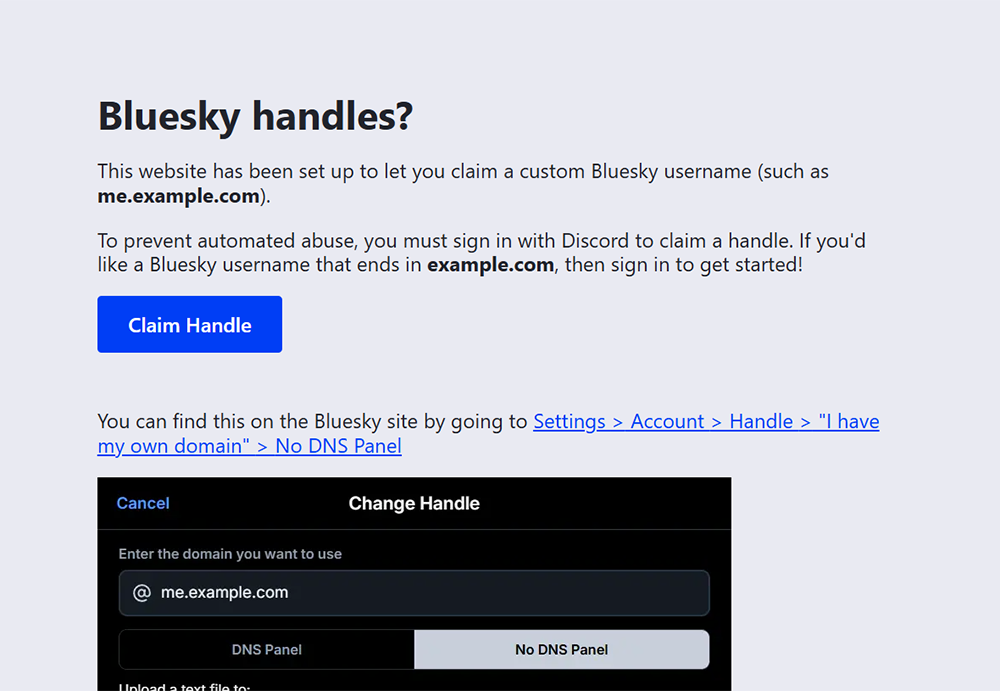 Bluesky handles?
This website has been set up to let you claim a custom Bluesky username (such as
me.example.com).
To prevent automated abuse, you must sign in with Discord to claim a handle. If you'd
like a Bluesky username that ends in example.com, then sign in to get started!
Claim Handle
You can find this on the Bluesky site by going to Settings > Account > Handle > "I have
my own domain" > No DNS Panel
Cancel Change Handle
Enter the domain you want to use
@ me.example.com
DNS Panel No DNS Panel
Upload a text file to: